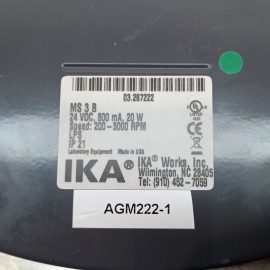 03.287222
MS 3 B
24 VDC, 800 mA, 20 W
Speed: 200-3000 RPM
IP 21
Laboratory Equipment Made in USA
IKA® IKA® Works, Inc.
Wilmington, NC 28405
Tel: (910) 452-7059
AGM222-1